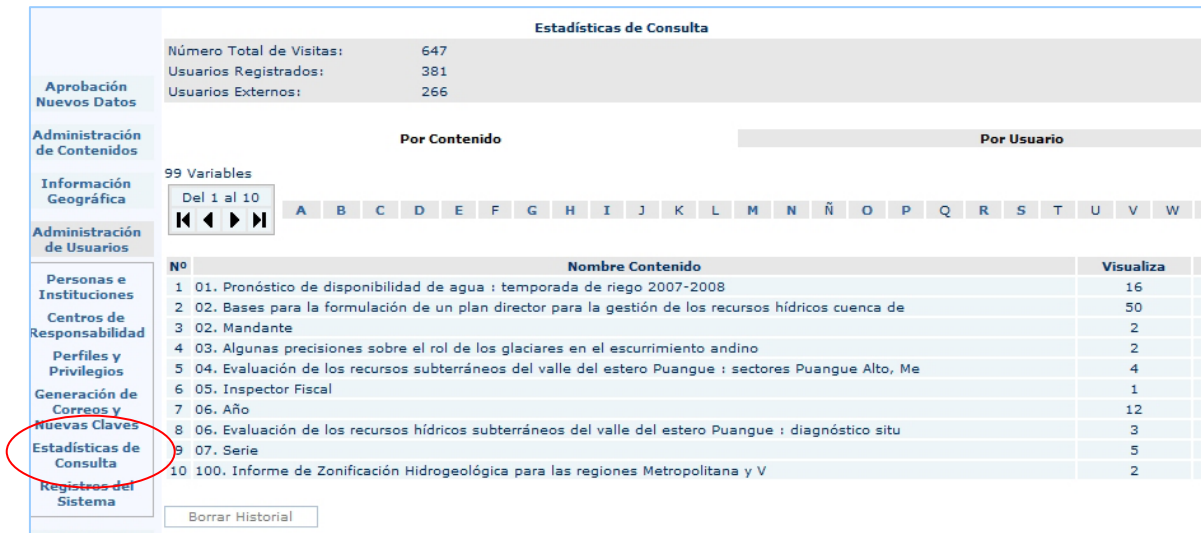 Estadísticas de Consulta
Número Total de Visitas: 647
Usuarios Registrados: 381
Usuarios Externos: 266
Aprobación
Nuevos Datos
Administración
de Contenidos
Información
Geográfica
Administración
de Usuarios
Personas e
Instituciones
Centros de
Responsabilidad
Perfiles y
Privilegios
Generación de
Correos y
Nuevas Claves
Estadísticas de
Consulta
Registros del
Sistema
Por Contenido Por Usuario
99 Variables
Del 1 al 10
A B C D E F G H I J K L M N Ñ O P Q R S T U V W
Nº Nombre Contenido Visualiza
1 01. Pronóstico de disponibilidad de agua : temporada de riego 2007-2008 16
2 02. Bases para la formulación de un plan director para la gestión de los recursos hídricos cuenca de 50
3 02. Mandante 2
4 03. Algunas precisiones sobre el rol de los glaciares en el escurrimiento andino 2
5 04. Evaluación de los recursos subterráneos del valle del estero Puangue : sectores Puangue Alto, Me 4
6 05. Inspector Fiscal 1
7 06. Año 12
8 06. Evaluación de los recursos hídricos subterráneos del valle del estero Puangue : diagnóstico situ 3
9 07. Serie 5
10 100. Informe de Zonificación Hidrogeológica para las regiones Metropolitana y V 2
Borrar Historial